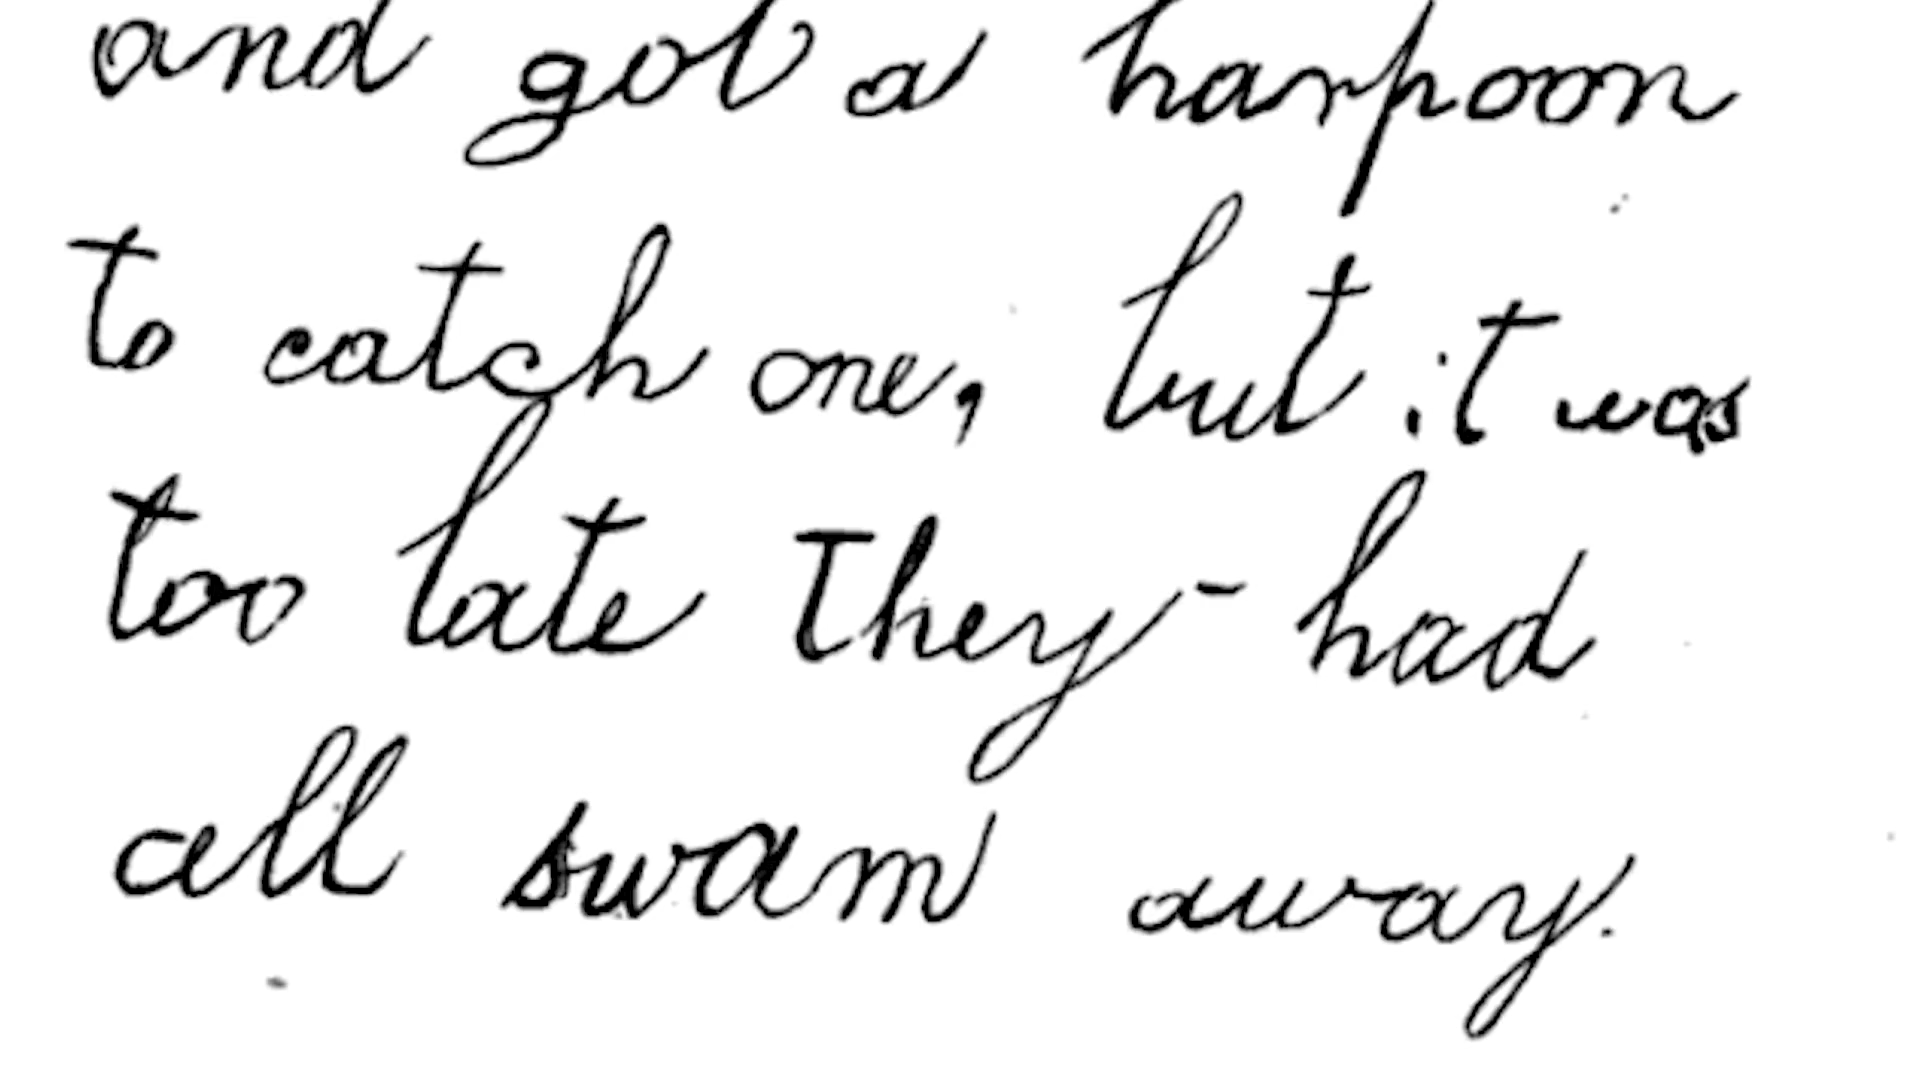 and got a harpoon
to catch one, but it was
too late They - had
all swam away.